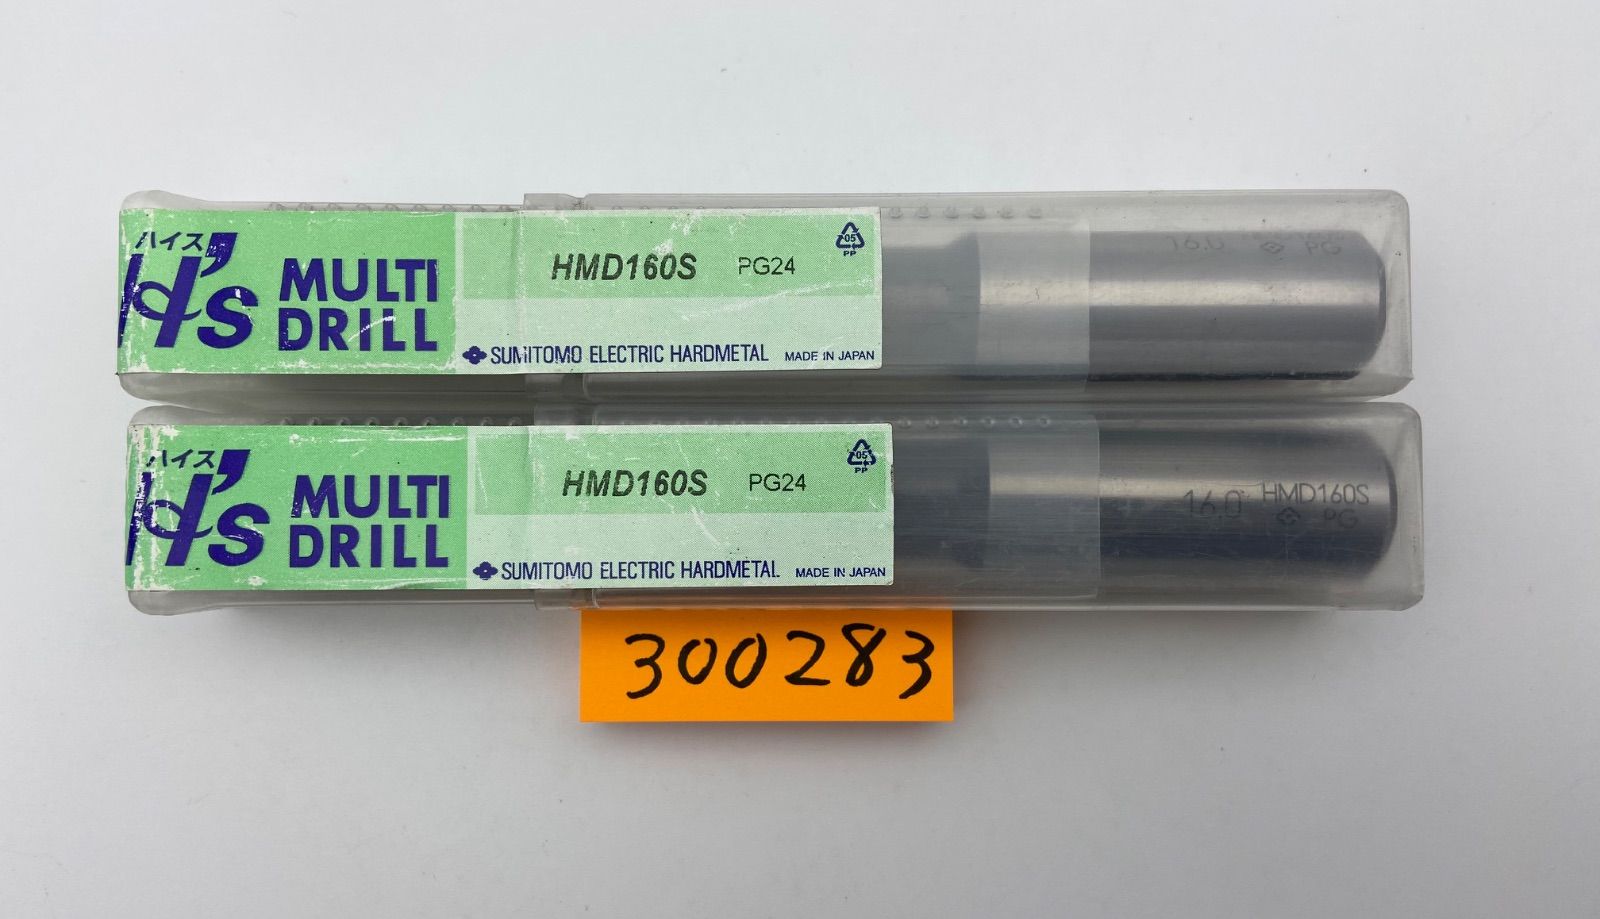 ハイス
H's MULTI
DRILL
HMD160S PG24
05
PP
SUMITOMO ELECTRIC HARDMETAL MADE IN JAPAN
16.0
PG
ハイス
H's MULTI
DRILL
HMD160S PG24
05
PP
SUMITOMO ELECTRIC HARDMETAL MADE IN JAPAN
16.0 HMD160S
PG
300283